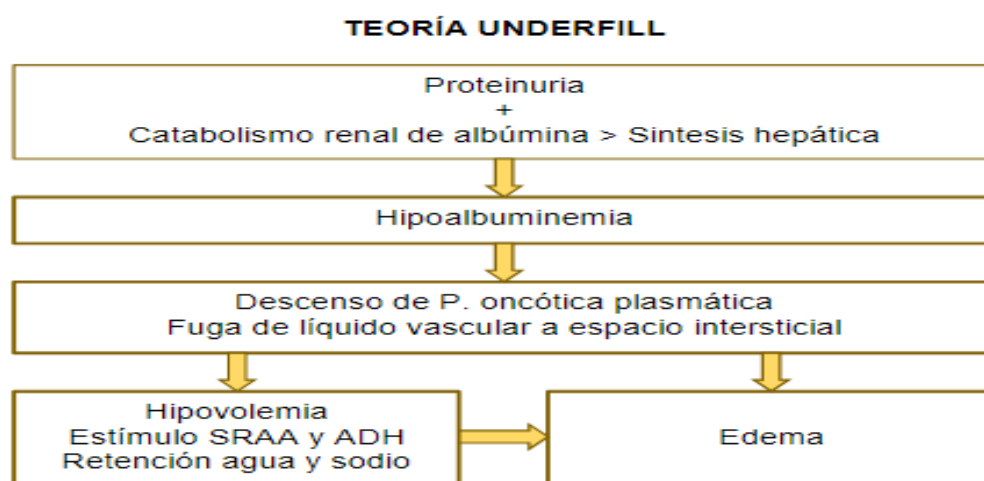 TEORÍA UNDERFILL
Proteinuria
+
Catabolismo renal de albúmina > Sintesis hepática
Hipoalbuminemia
Descenso de P. oncótica plasmática
Fuga de líquido vascular a espacio intersticial
Hipovolemia
Estímulo SRAA y ADH
Retención agua y sodio
Edema